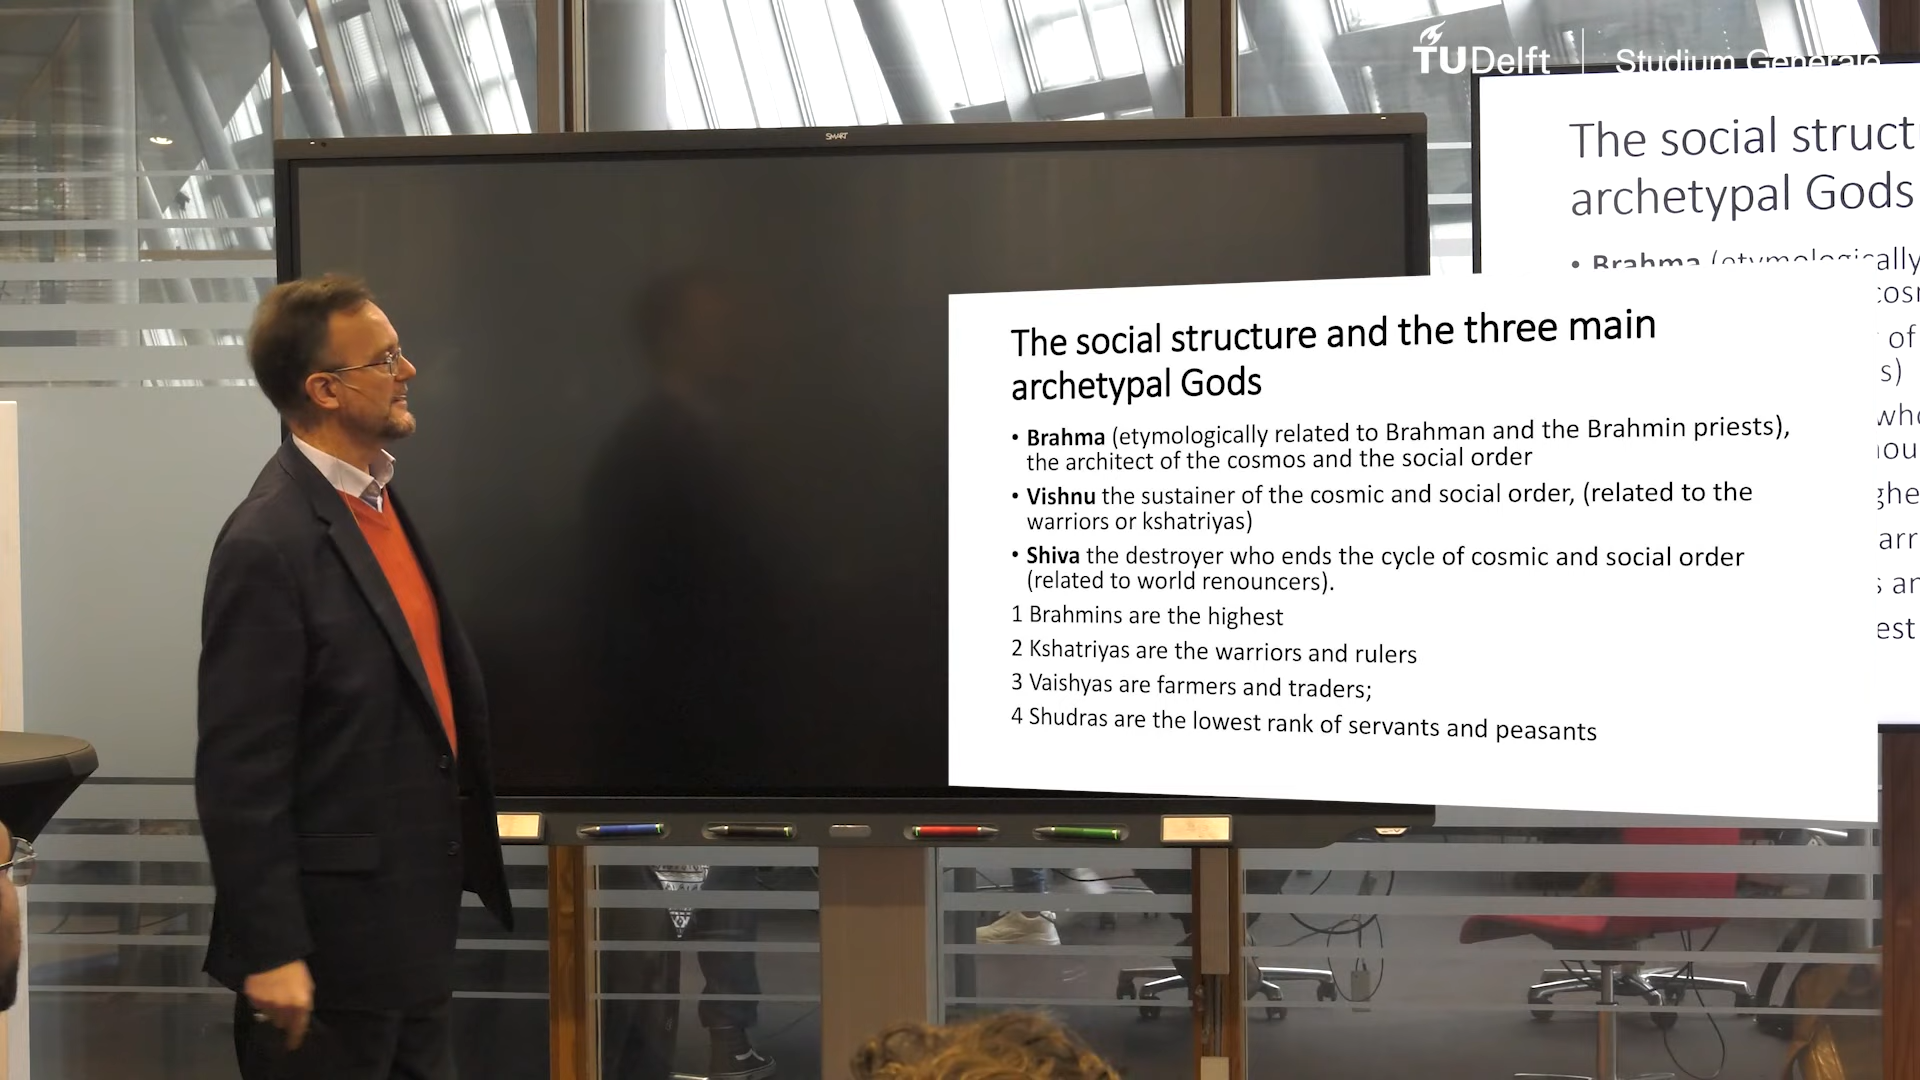 TUDelft | Studium Generale
SMART
The social struct
archetypal Gods
• Brahma (etymologically
The social structure and the three main
archetypal Gods
• Brahma (etymologically related to Brahman and the Brahmin priests),
the architect of the cosmos and the social order
• Vishnu the sustainer of the cosmic and social order, (related to the
warriors or kshatriyas)
• Shiva the destroyer who ends the cycle of cosmic and social order
(related to world renouncers).
1 Brahmins are the highest
2 Kshatriyas are the warriors and rulers
3 Vaishyas are farmers and traders;
4 Shudras are the lowest rank of servants and peasants